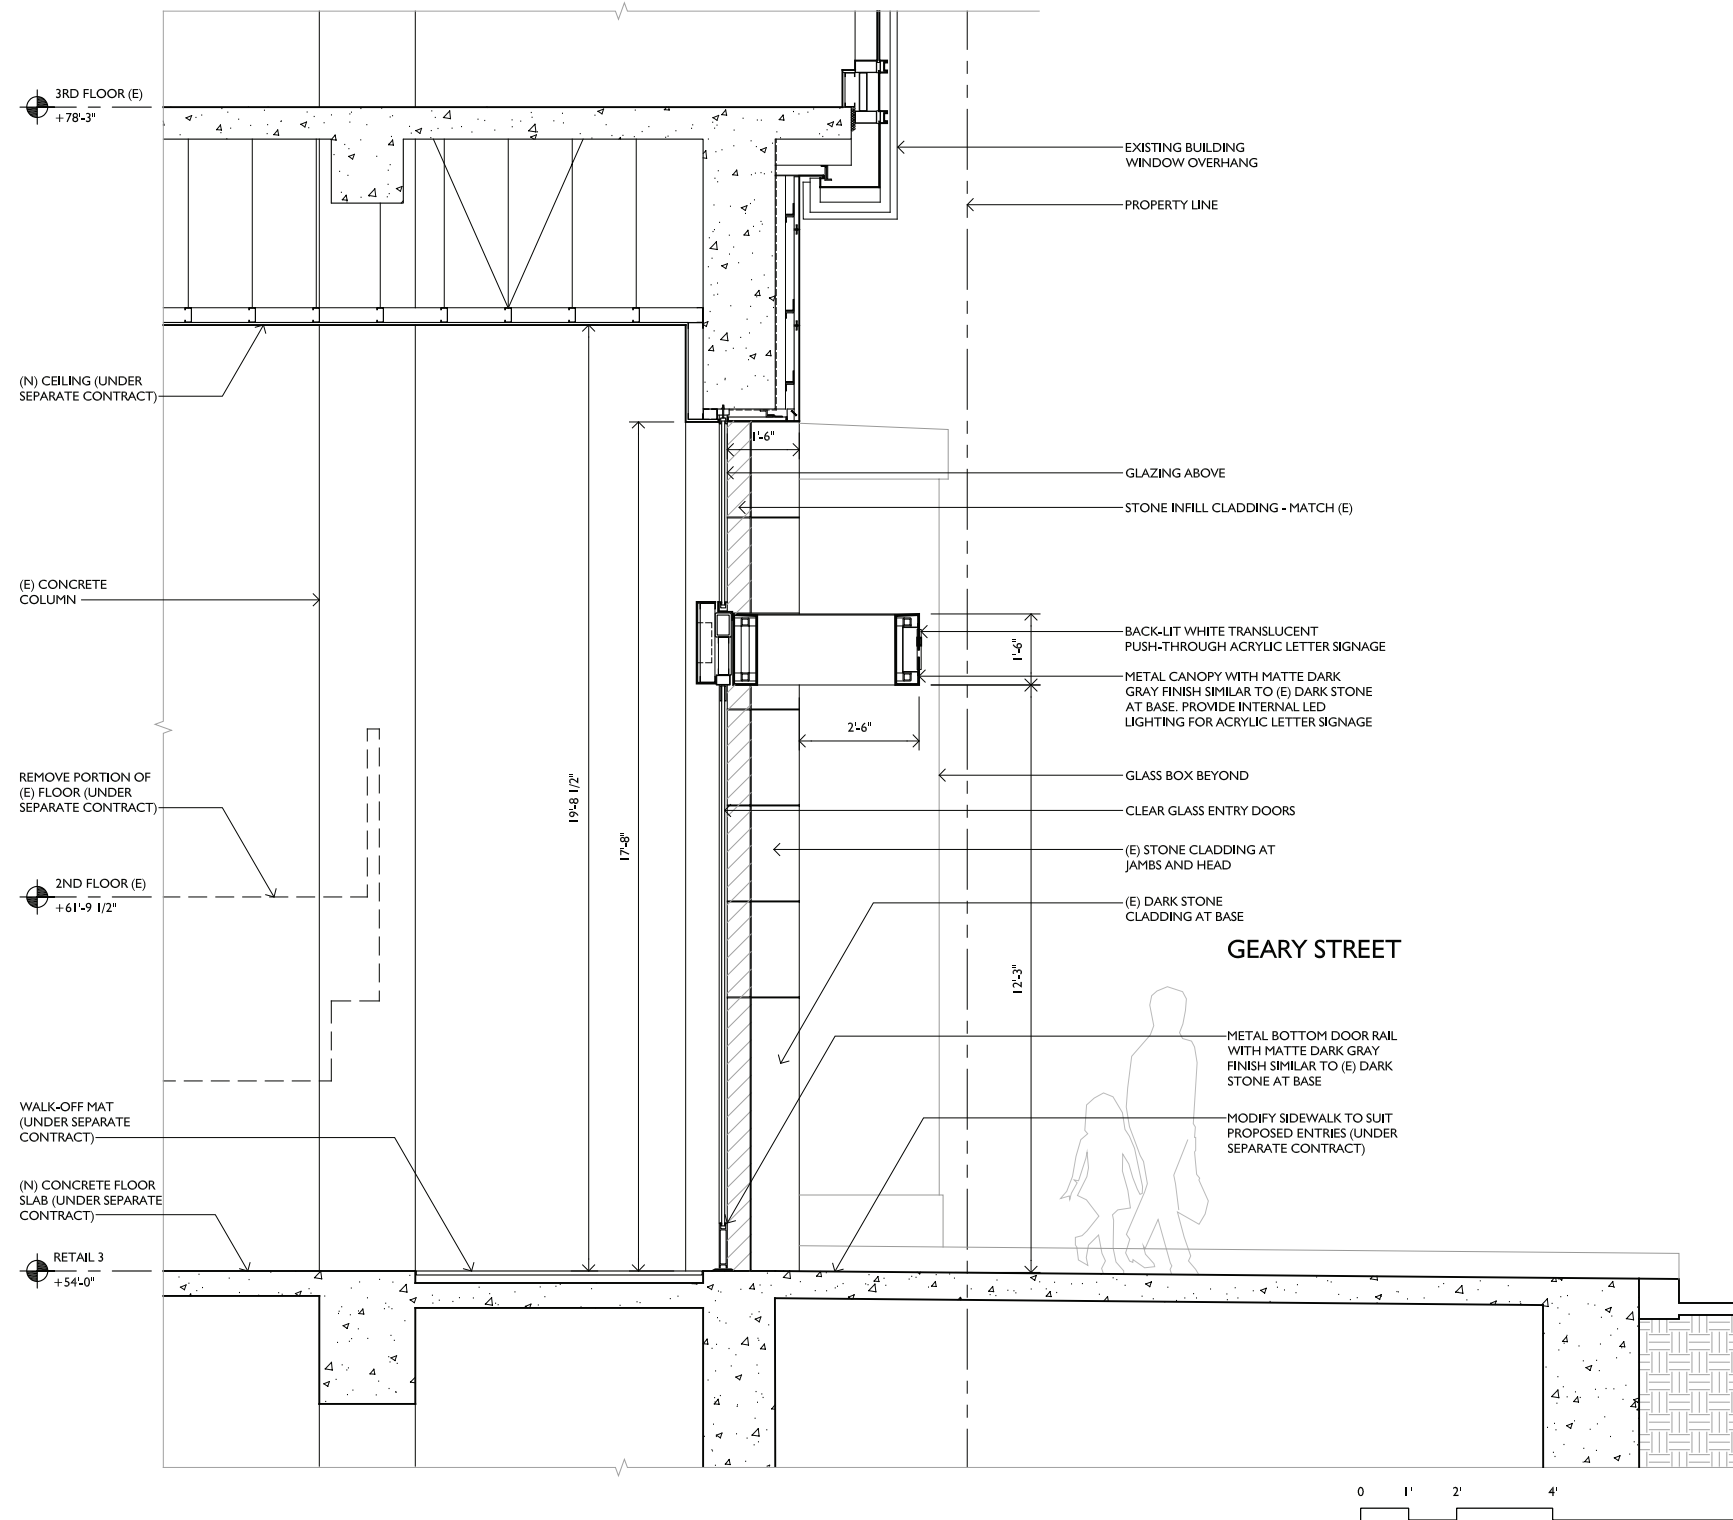 3RD FLOOR (E)
+78'-3"
EXISTING BUILDING
WINDOW OVERHANG
PROPERTY LINE
(N) CEILING (UNDER
SEPARATE CONTRACT)
1'-6"
GLAZING ABOVE
STONE INFILL CLADDING - MATCH (E)
(E) CONCRETE
COLUMN
BACK-LIT WHITE TRANSLUCENT
PUSH-THROUGH ACRYLIC LETTER SIGNAGE
1'-6"
METAL CANOPY WITH MATTE DARK
GRAY FINISH SIMILAR TO (E) DARK STONE
AT BASE. PROVIDE INTERNAL LED
LIGHTING FOR ACRYLIC LETTER SIGNAGE
2'-6"
REMOVE PORTION OF
(E) FLOOR (UNDER
SEPARATE CONTRACT)
19'-8 1/2"
17'-8"
GLASS BOX BEYOND
CLEAR GLASS ENTRY DOORS
(E) STONE CLADDING AT
JAMBS AND HEAD
2ND FLOOR (E)
+61'-9 1/2"
(E) DARK STONE
CLADDING AT BASE
GEARY STREET
12'-3"
METAL BOTTOM DOOR RAIL
WITH MATTE DARK GRAY
FINISH SIMILAR TO (E) DARK
STONE AT BASE
WALK-OFF MAT
(UNDER SEPARATE
CONTRACT)
MODIFY SIDEWALK TO SUIT
PROPOSED ENTRIES (UNDER
SEPARATE CONTRACT)
(N) CONCRETE FLOOR
SLAB (UNDER SEPARATE
CONTRACT)
RETAIL 3
+54'-0"
0 1' 2' 4'